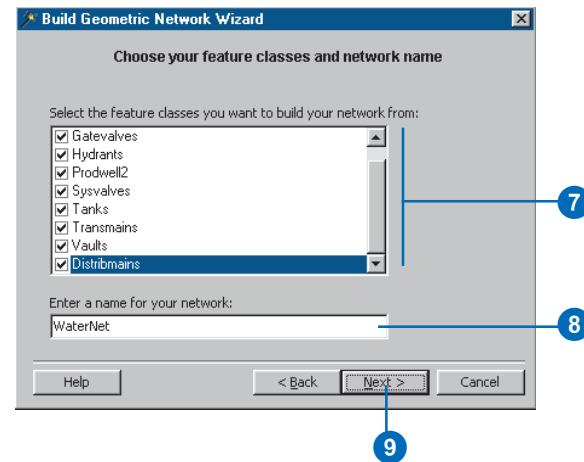 Build Geometric Network Wizard
Choose your feature classes and network name
Select the feature classes you want to build your network from:
Gatevalves
Hydrants
Prodwell2
Sysvalves
Tanks
Transmains
Vaults
Distribmains
7
Enter a name for your network:
WaterNet
8
Help < Back Next > Cancel
9